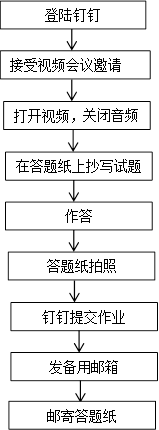 登陆钉钉
接受视频会议邀请
打开视频，关闭音频
在答题纸上抄写试题
作答
答题纸拍照
钉钉提交作业
发备用邮箱
邮寄答题纸